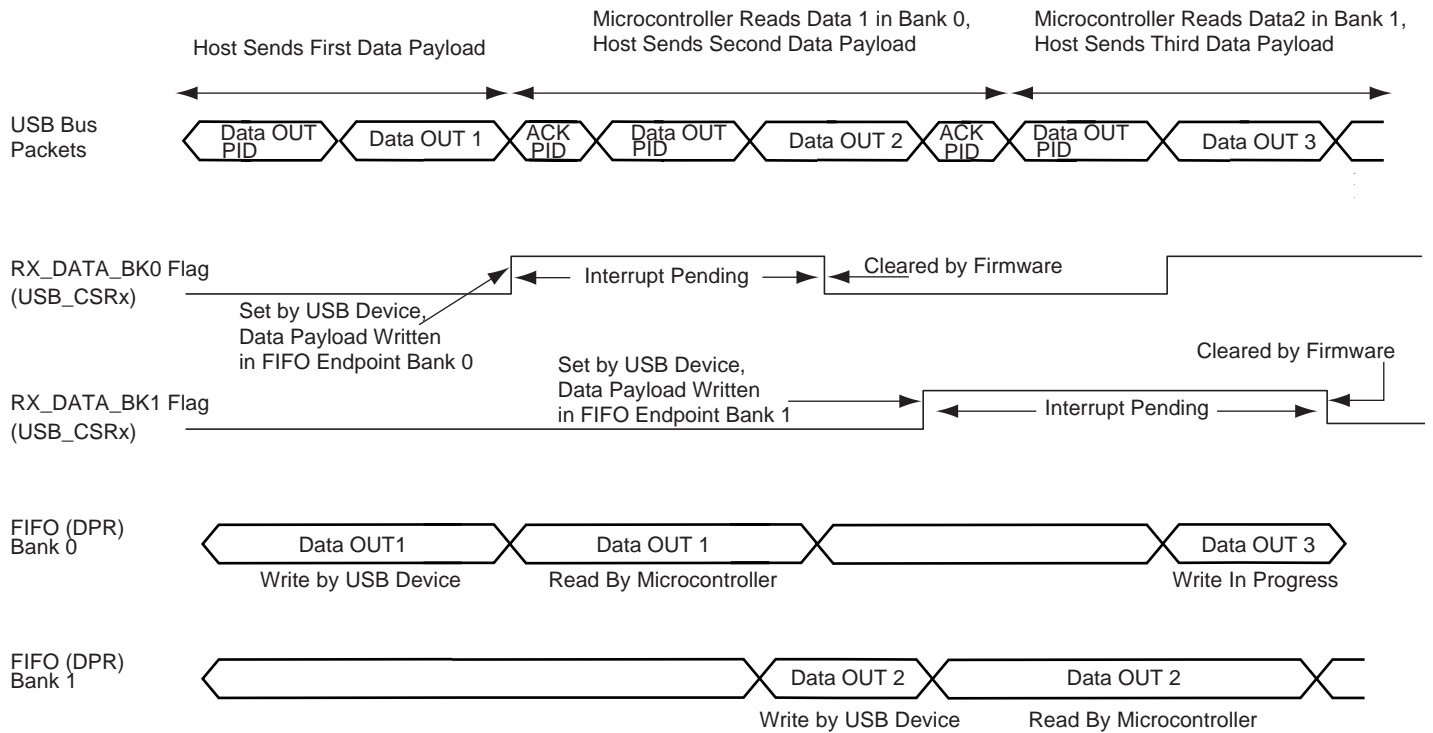 Host Sends First Data Payload
Microcontroller Reads Data 1 in Bank 0,
Host Sends Second Data Payload
Microcontroller Reads Data2 in Bank 1,
Host Sends Third Data Payload
USB Bus
Packets
Data OUT
PID
Data OUT 1
ACK
PID
Data OUT
PID
Data OUT 2
ACK
PID
Data OUT
PID
Data OUT 3
RX_DATA_BK0 Flag
(USB_CSRx)
Interrupt Pending
Cleared by Firmware
Set by USB Device,
Data Payload Written
in FIFO Endpoint Bank 0
RX_DATA_BK1 Flag
(USB_CSRx)
Set by USB Device,
Data Payload Written
in FIFO Endpoint Bank 1
Interrupt Pending
Cleared by Firmware
FIFO (DPR)
Bank 0
Data OUT1
Write by USB Device
Data OUT 1
Read By Microcontroller
Data OUT 3
Write In Progress
FIFO (DPR)
Bank 1
Data OUT 2
Write by USB Device
Data OUT 2
Read By Microcontroller